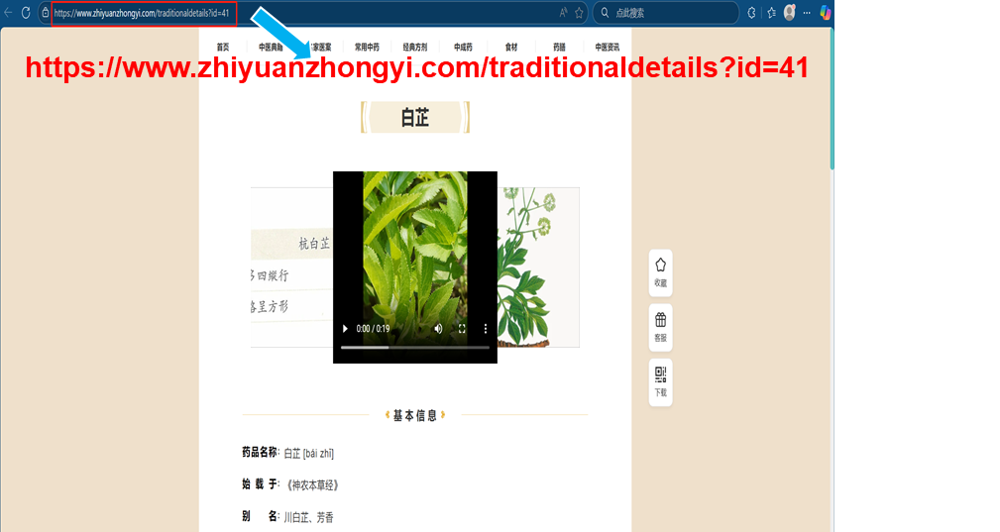 https://www.zhiyuanzhongyi.com/traditionaldetails?id=41
点此搜索
首页 中医典籍 家医案 常用中药 经典方剂 中成药 食材 药膳 中医资讯
https://www.zhiyuanzhongyi.com/traditionaldetails?id=41
白芷
杭白芷
多四縱行
略呈方形
0:00 / 0:19
收藏
客服
下载
基本信息
药品名称: 白芷 [bái zhǐ]
始 载 于: 《神农本草经》
别 名: 川白芷、芳香